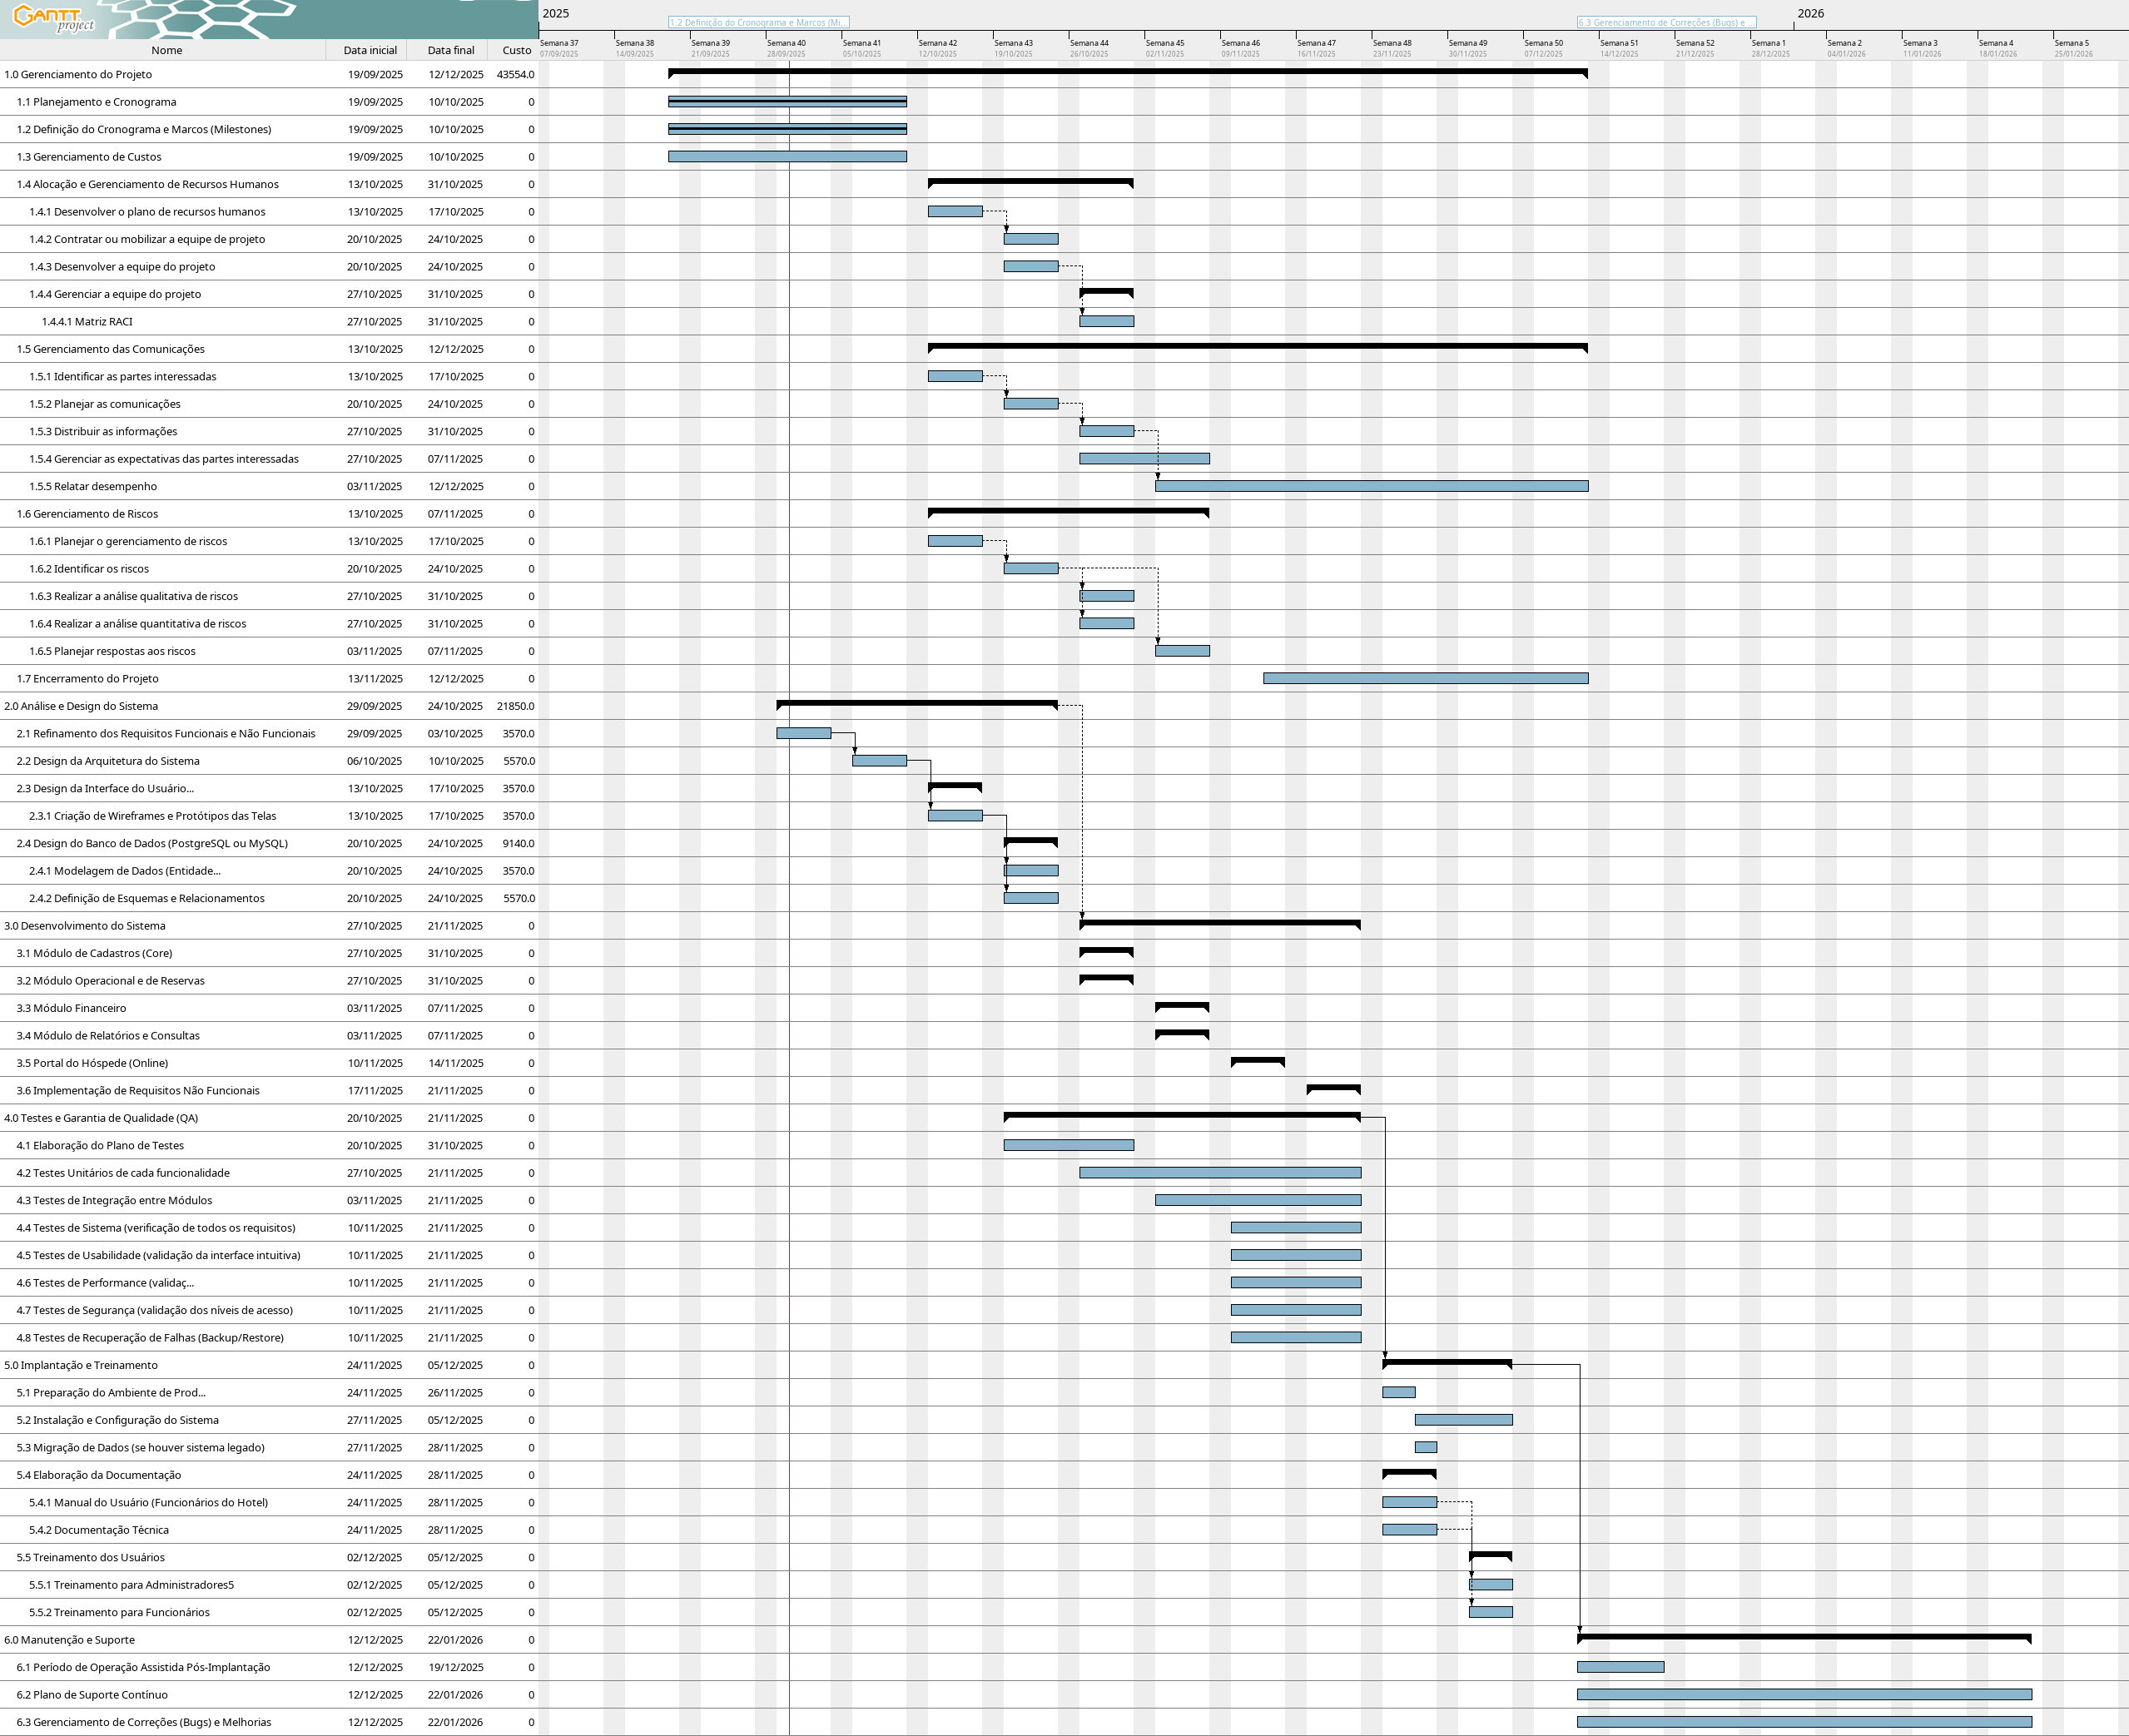 GANTT
project
2025
2026
1.2 Definição do Cronograma e Marcos (Mi...
6.3 Gerenciamento de Correções (Bugs) e ...
Nome Data inicial Data final Custo
Semana 37 Semana 38 Semana 39 Semana 40 Semana 41 Semana 42 Semana 43 Semana 44 Semana 45 Semana 46 Semana 47 Semana 48 Semana 49 Semana 50 Semana 51 Semana 52 Semana 1 Semana 2 Semana 3 Semana 4 Semana 5
07/09/2025 14/09/2025 21/09/2025 28/09/2025 05/10/2025 12/10/2025 19/10/2025 26/10/2025 02/11/2025 09/11/2025 16/11/2025 23/11/2025 30/11/2025 07/12/2025 14/12/2025 21/12/2025 28/12/2025 04/01/2026 11/01/2026 18/01/2026 25/01/2026
1.0 Gerenciamento do Projeto 19/09/2025 12/12/2025 43554.0
1.1 Planejamento e Cronograma 19/09/2025 10/10/2025 0
1.2 Definição do Cronograma e Marcos (Milestones) 19/09/2025 10/10/2025 0
1.3 Gerenciamento de Custos 19/09/2025 10/10/2025 0
1.4 Alocação e Gerenciamento de Recursos Humanos 13/10/2025 31/10/2025 0
1.4.1 Desenvolver o plano de recursos humanos 13/10/2025 17/10/2025 0
1.4.2 Contratar ou mobilizar a equipe de projeto 20/10/2025 24/10/2025 0
1.4.3 Desenvolver a equipe do projeto 20/10/2025 24/10/2025 0
1.4.4 Gerenciar a equipe do projeto 27/10/2025 31/10/2025 0
1.4.4.1 Matriz RACI 27/10/2025 31/10/2025 0
1.5 Gerenciamento das Comunicações 13/10/2025 12/12/2025 0
1.5.1 Identificar as partes interessadas 13/10/2025 17/10/2025 0
1.5.2 Planejar as comunicações 20/10/2025 24/10/2025 0
1.5.3 Distribuir as informações 27/10/2025 31/10/2025 0
1.5.4 Gerenciar as expectativas das partes interessadas 27/10/2025 07/11/2025 0
1.5.5 Relatar desempenho 03/11/2025 12/12/2025 0
1.6 Gerenciamento de Riscos 13/10/2025 07/11/2025 0
1.6.1 Planejar o gerenciamento de riscos 13/10/2025 17/10/2025 0
1.6.2 Identificar os riscos 20/10/2025 24/10/2025 0
1.6.3 Realizar a análise qualitativa de riscos 27/10/2025 31/10/2025 0
1.6.4 Realizar a análise quantitativa de riscos 27/10/2025 31/10/2025 0
1.6.5 Planejar respostas aos riscos 03/11/2025 07/11/2025 0
1.7 Encerramento do Projeto 13/11/2025 12/12/2025 0
2.0 Análise e Design do Sistema 29/09/2025 24/10/2025 21850.0
2.1 Refinamento dos Requisitos Funcionais e Não Funcionais 29/09/2025 03/10/2025 3570.0
2.2 Design da Arquitetura do Sistema 06/10/2025 10/10/2025 5570.0
2.3 Design da Interface do Usuário... 13/10/2025 17/10/2025 3570.0
2.3.1 Criação de Wireframes e Protótipos das Telas 13/10/2025 17/10/2025 3570.0
2.4 Design do Banco de Dados (PostgreSQL ou MySQL) 20/10/2025 24/10/2025 9140.0
2.4.1 Modelagem de Dados (Entidade... 20/10/2025 24/10/2025 3570.0
2.4.2 Definição de Esquemas e Relacionamentos 20/10/2025 24/10/2025 5570.0
3.0 Desenvolvimento do Sistema 27/10/2025 21/11/2025 0
3.1 Módulo de Cadastros (Core) 27/10/2025 31/10/2025 0
3.2 Módulo Operacional e de Reservas 27/10/2025 31/10/2025 0
3.3 Módulo Financeiro 03/11/2025 07/11/2025 0
3.4 Módulo de Relatórios e Consultas 03/11/2025 07/11/2025 0
3.5 Portal do Hóspede (Online) 10/11/2025 14/11/2025 0
3.6 Implementação de Requisitos Não Funcionais 17/11/2025 21/11/2025 0
4.0 Testes e Garantia de Qualidade (QA) 20/10/2025 21/11/2025 0
4.1 Elaboração do Plano de Testes 20/10/2025 31/10/2025 0
4.2 Testes Unitários de cada funcionalidade 27/10/2025 21/11/2025 0
4.3 Testes de Integração entre Módulos 03/11/2025 21/11/2025 0
4.4 Testes de Sistema (verificação de todos os requisitos) 10/11/2025 21/11/2025 0
4.5 Testes de Usabilidade (validação da interface intuitiva) 10/11/2025 21/11/2025 0
4.6 Testes de Performance (validaç... 10/11/2025 21/11/2025 0
4.7 Testes de Segurança (validação dos níveis de acesso) 10/11/2025 21/11/2025 0
4.8 Testes de Recuperação de Falhas (Backup/Restore) 10/11/2025 21/11/2025 0
5.0 Implantação e Treinamento 24/11/2025 05/12/2025 0
5.1 Preparação do Ambiente de Prod... 24/11/2025 26/11/2025 0
5.2 Instalação e Configuração do Sistema 27/11/2025 05/12/2025 0
5.3 Migração de Dados (se houver sistema legado) 27/11/2025 28/11/2025 0
5.4 Elaboração da Documentação 24/11/2025 28/11/2025 0
5.4.1 Manual do Usuário (Funcionários do Hotel) 24/11/2025 28/11/2025 0
5.4.2 Documentação Técnica 24/11/2025 28/11/2025 0
5.5 Treinamento dos Usuários 02/12/2025 05/12/2025 0
5.5.1 Treinamento para Administradores5 02/12/2025 05/12/2025 0
5.5.2 Treinamento para Funcionários 02/12/2025 05/12/2025 0
6.0 Manutenção e Suporte 12/12/2025 22/01/2026 0
6.1 Período de Operação Assistida Pós-Implantação 12/12/2025 19/12/2025 0
6.2 Plano de Suporte Contínuo 12/12/2025 22/01/2026 0
6.3 Gerenciamento de Correções (Bugs) e Melhorias 12/12/2025 22/01/2026 0